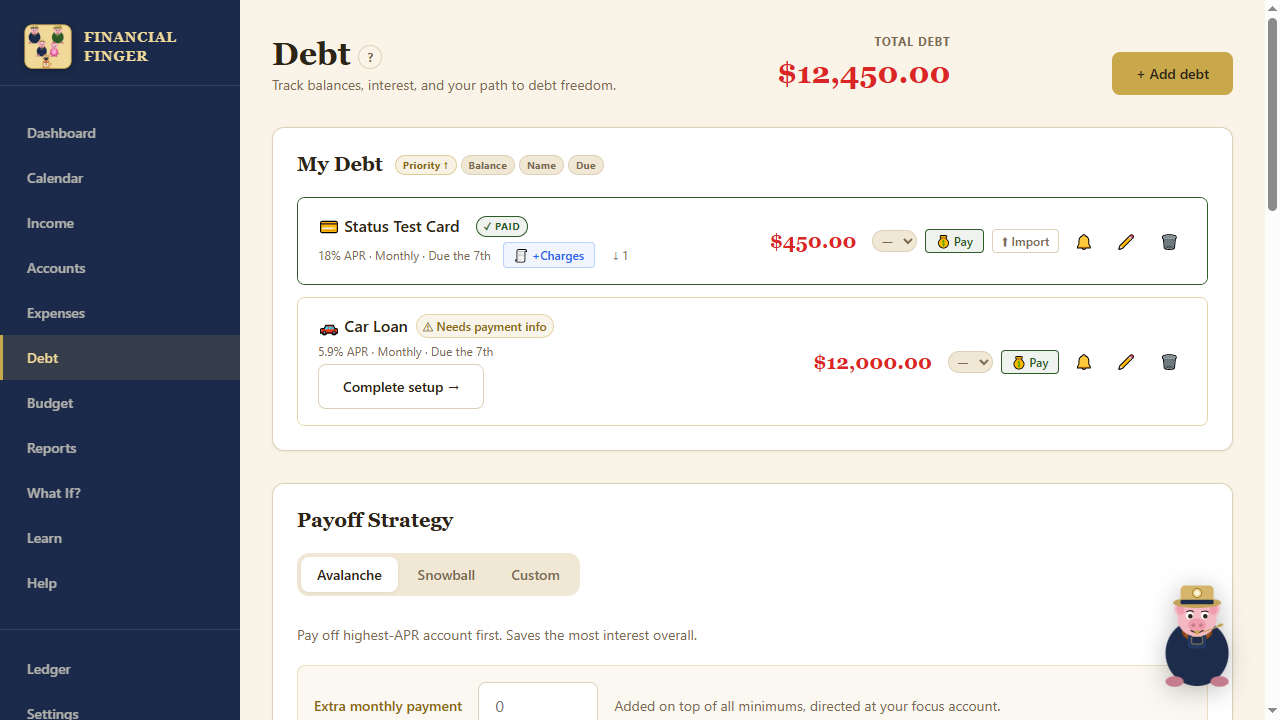 FINANCIAL
FINGER
Dashboard
Calendar
Income
Accounts
Expenses
Debt
Budget
Reports
What If?
Learn
Help
Ledger
Settings
Debt ?
Track balances, interest, and your path to debt freedom.
TOTAL DEBT
$12,450.00
+ Add debt
My Debt Priority ↑ Balance Name Due
Status Test Card ✓ PAID
18% APR · Monthly · Due the 7th +Charges ↓ 1
$450.00 — Pay ⬆ Import
Car Loan ⚠ Needs payment info
5.9% APR · Monthly · Due the 7th
Complete setup →
$12,000.00 — Pay
Payoff Strategy
Avalanche Snowball Custom
Pay off highest-APR account first. Saves the most interest overall.
Extra monthly payment 0 Added on top of all minimums, directed at your focus account.